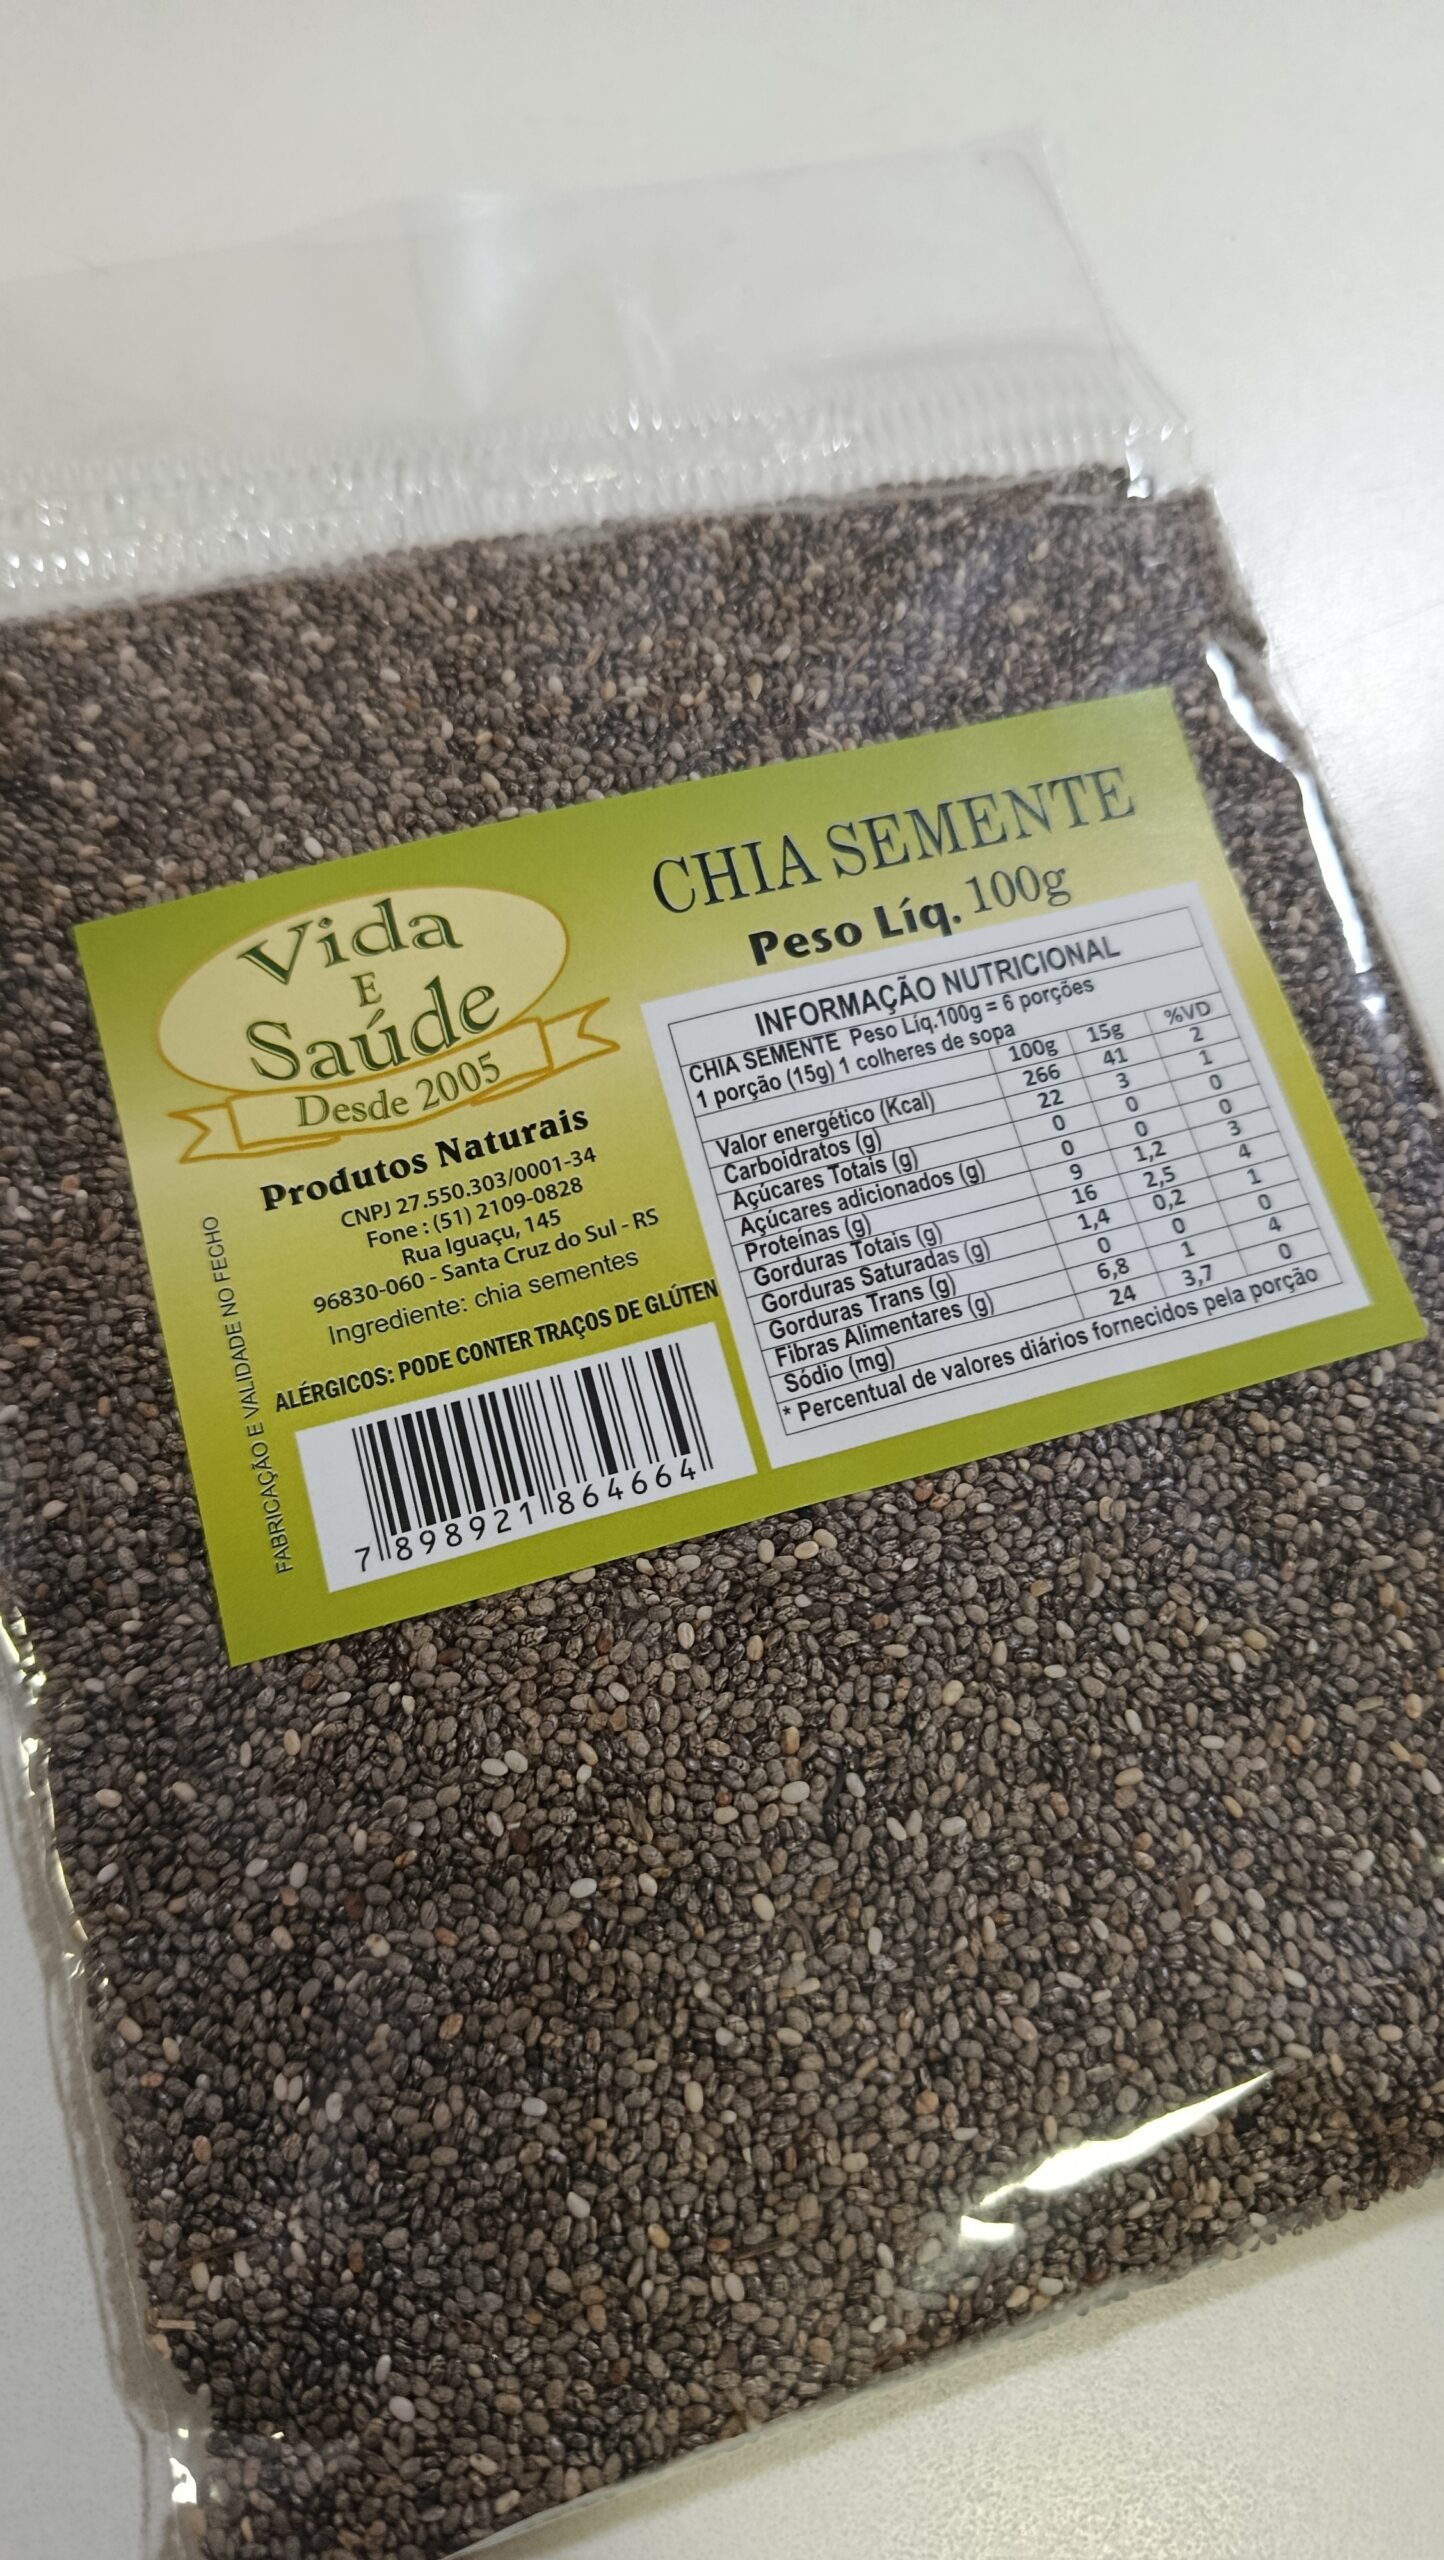 Vida
E
Saúde
Desde 2005
Produtos Naturais
CNPJ 27.550.303/0001-34
Fone : (51) 2109-0828
Rua Iguaçu, 145
96830-060 - Santa Cruz do Sul - RS
Ingrediente: chia sementes
ALÉRGICOS: PODE CONTER TRAÇOS DE GLÚTEN
FABRICAÇÃO E VALIDADE NO FECHO
7 898921 864664
CHIA SEMENTE
Peso Líq. 100g
INFORMAÇÃO NUTRICIONAL
CHIA SEMENTE Peso Líq.100g = 6 porções
1 porção (15g) 1 colheres de sopa
100g 15g %VD
Valor energético (Kcal) 266 41 2
Carboidratos (g) 22 3 1
Açúcares Totais (g) 0 0 0
Açúcares adicionados (g) 0 0 0
Proteínas (g) 9 1,2 3
Gorduras Totais (g) 16 2,5 4
Gorduras Saturadas (g) 1,4 0,2 1
Gorduras Trans (g) 0 0 0
Fibras Alimentares (g) 6,8 1 4
Sódio (mg) 24 3,7 0
* Percentual de valores diários fornecidos pela porção